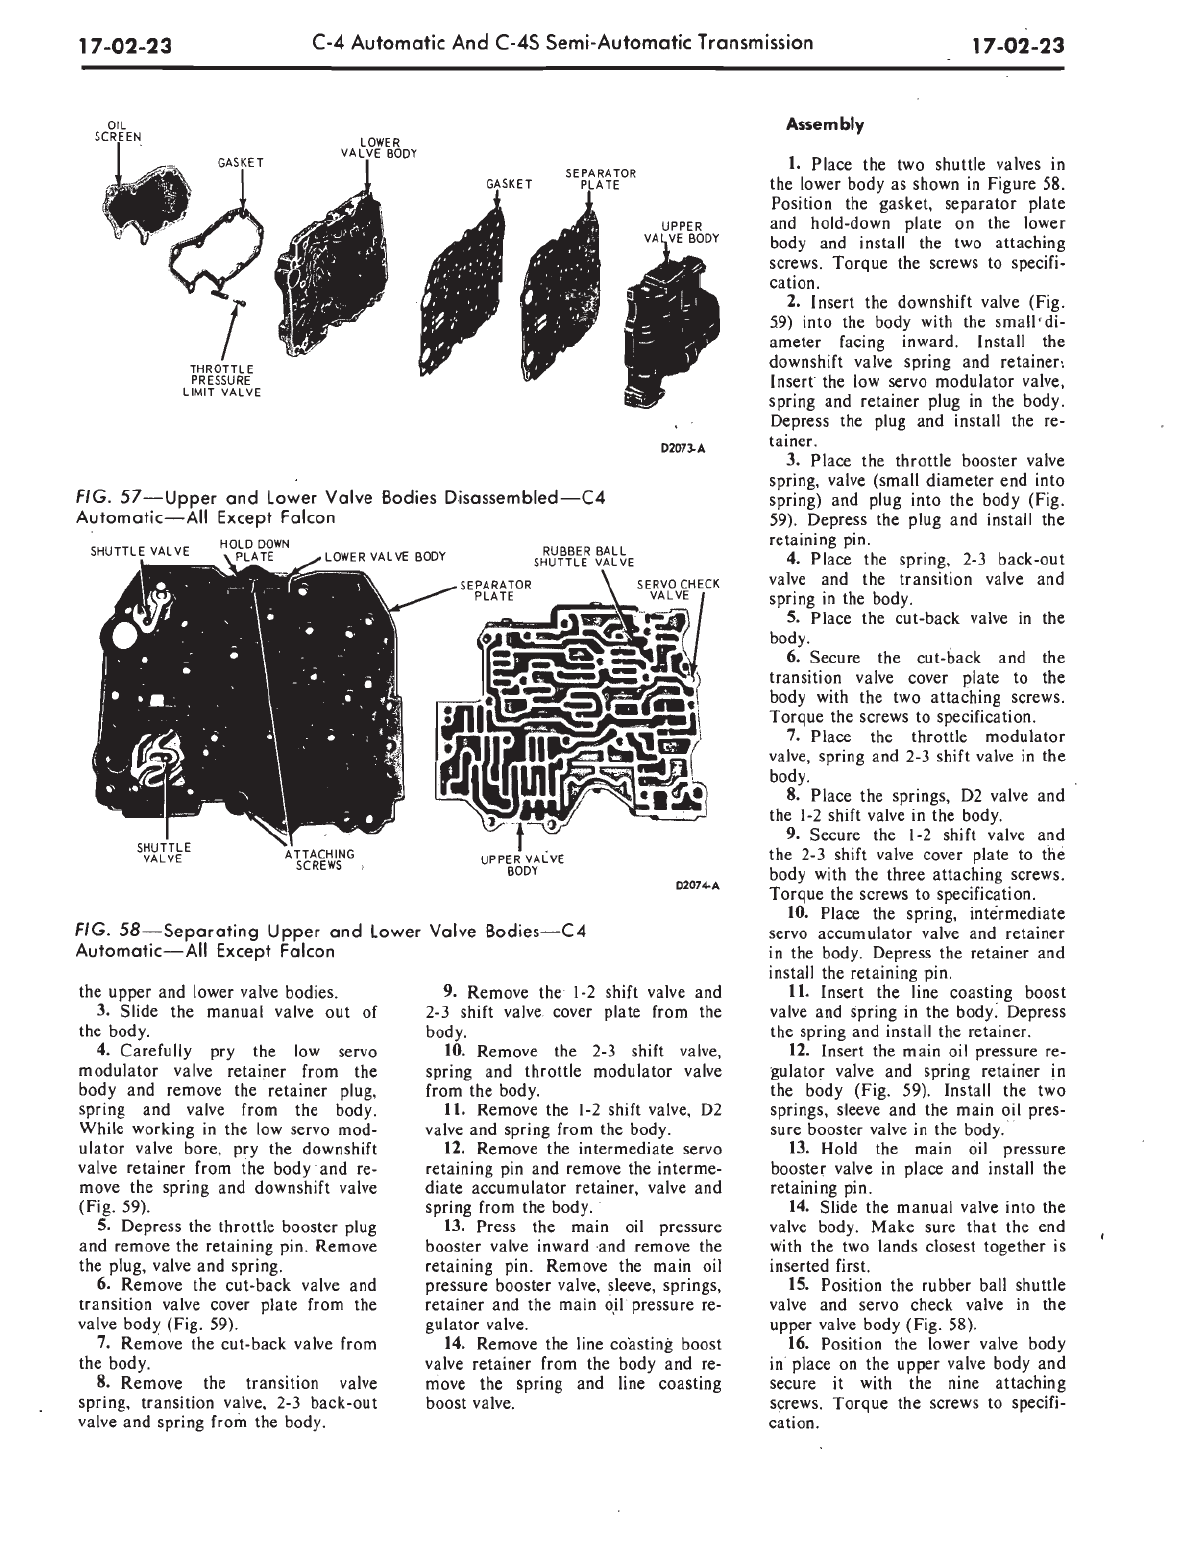 17-02-23
C-4 Automatic And C-4S Semi-Automatic Transmission
17-02-23
OIL
SCREEN
GASKET
LOWER
VALVE BODY
GASKET
SEPARATOR
PLATE
UPPER
VALVE BODY
THROTTLE
PRESSURE
LIMIT VALVE
D2073-A
FIG. 57—Upper and Lower Valve Bodies Disassembled—C4
Automatic—All Except Falcon
SHUTTLE VALVE
HOLD DOWN
PLATE
LOWER VALVE BODY
SEPARATOR
PLATE
RUBBER BALL
SHUTTLE VALVE
SERVO CHECK
VALVE
SHUTTLE
VALVE
ATTACHING
SCREWS
UPPER VALVE
BODY
D2074-A
FIG. 58—Separating Upper and Lower Valve Bodies—C4
Automatic—All Except Falcon
the upper and lower valve bodies.
3. Slide the manual valve out of
the body.
4. Carefully pry the low servo
modulator valve retainer from the
body and remove the retainer plug,
spring and valve from the body.
While working in the low servo mod-
ulator valve bore, pry the downshift
valve retainer from the body and re-
move the spring and downshift valve
(Fig. 59).
5. Depress the throttle booster plug
and remove the retaining pin. Remove
the plug, valve and spring.
6. Remove the cut-back valve and
transition valve cover plate from the
valve body (Fig. 59).
7. Remove the cut-back valve from
the body.
8. Remove the transition valve
spring, transition valve, 2-3 back-out
valve and spring from the body.
9. Remove the 1-2 shift valve and
2-3 shift valve cover plate from the
body.
10. Remove the 2-3 shift valve,
spring and throttle modulator valve
from the body.
11. Remove the 1-2 shift valve, D2
valve and spring from the body.
12. Remove the intermediate servo
retaining pin and remove the interme-
diate accumulator retainer, valve and
spring from the body.
13. Press the main oil pressure
booster valve inward and remove the
retaining pin. Remove the main oil
pressure booster valve, sleeve, springs,
retainer and the main oil pressure re-
gulator valve.
14. Remove the line coasting boost
valve retainer from the body and re-
move the spring and line coasting
boost valve.
Assembly
1. Place the two shuttle valves in
the lower body as shown in Figure 58.
Position the gasket, separator plate
and hold-down plate on the lower
body and install the two attaching
screws. Torque the screws to specifi-
cation.
2. Insert the downshift valve (Fig.
59) into the body with the small di-
ameter facing inward. Install the
downshift valve spring and retainer.
Insert the low servo modulator valve,
spring and retainer plug in the body.
Depress the plug and install the re-
tainer.
3. Place the throttle booster valve
spring, valve (small diameter end into
spring) and plug into the body (Fig.
59). Depress the plug and install the
retaining pin.
4. Place the spring, 2-3 back-out
valve and the transition valve and
spring in the body.
5. Place the cut-back valve in the
body.
6. Secure the cut-back and the
transition valve cover plate to the
body with the two attaching screws.
Torque the screws to specification.
7. Place the throttle modulator
valve, spring and 2-3 shift valve in the
body.
8. Place the springs, D2 valve and
the 1-2 shift valve in the body.
9. Secure the 1-2 shift valve and
the 2-3 shift valve cover plate to the
body with the three attaching screws.
Torque the screws to specification.
10. Place the spring, intermediate
servo accumulator valve and retainer
in the body. Depress the retainer and
install the retaining pin.
11. Insert the line coasting boost
valve and spring in the body. Depress
the spring and install the retainer.
12. Insert the main oil pressure re-
gulator valve and spring retainer in
the body (Fig. 59). Install the two
springs, sleeve and the main oil pres-
sure booster valve in the body.
13. Hold the main oil pressure
booster valve in place and install the
retaining pin.
14. Slide the manual valve into the
valve body. Make sure that the end
with the two lands closest together is
inserted first.
15. Position the rubber ball shuttle
valve and servo check valve in the
upper valve body (Fig. 58).
16. Position the lower valve body
in place on the upper valve body and
secure it with the nine attaching
screws. Torque the screws to specifi-
cation.